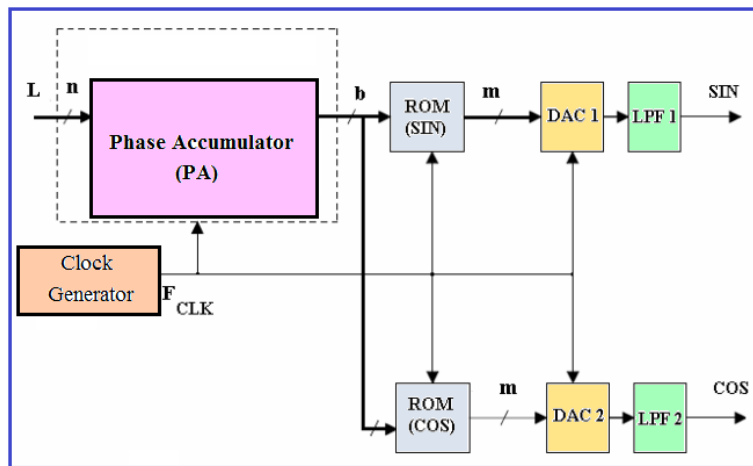 L
n
Phase Accumulator
(PA)
b
ROM
(SIN)
m
DAC 1
LPF 1
SIN
Clock
Generator
F CLK
ROM
(COS)
m
DAC 2
LPF 2
COS